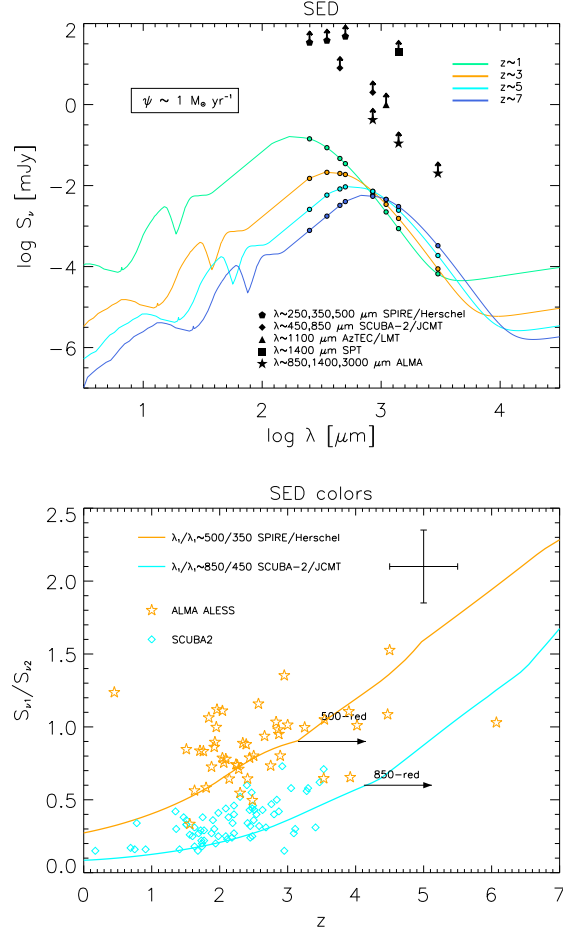 SED
2
0
−2
−4
−6
log Sν [mJy]
ψ ~ 1 M⊙ yr⁻¹
z~1
z~3
z~5
z~7
λ~250,350,500 μm SPIRE/Herschel
λ~450,850 μm SCUBA−2/JCMT
λ~1100 μm AzTEC/LMT
λ~1400 μm SPT
λ~850,1400,3000 μm ALMA
1 2 3 4
log λ [μm]
SED colors
2.5
2.0
1.5
1.0
0.5
0.0
Sν1/Sν2
λ₁/λ₁~500/350 SPIRE/Herschel
λ₁/λ₁~850/450 SCUBA−2/JCMT
ALMA ALESS
SCUBA2
500−red
850−red
0 1 2 3 4 5 6 7
z